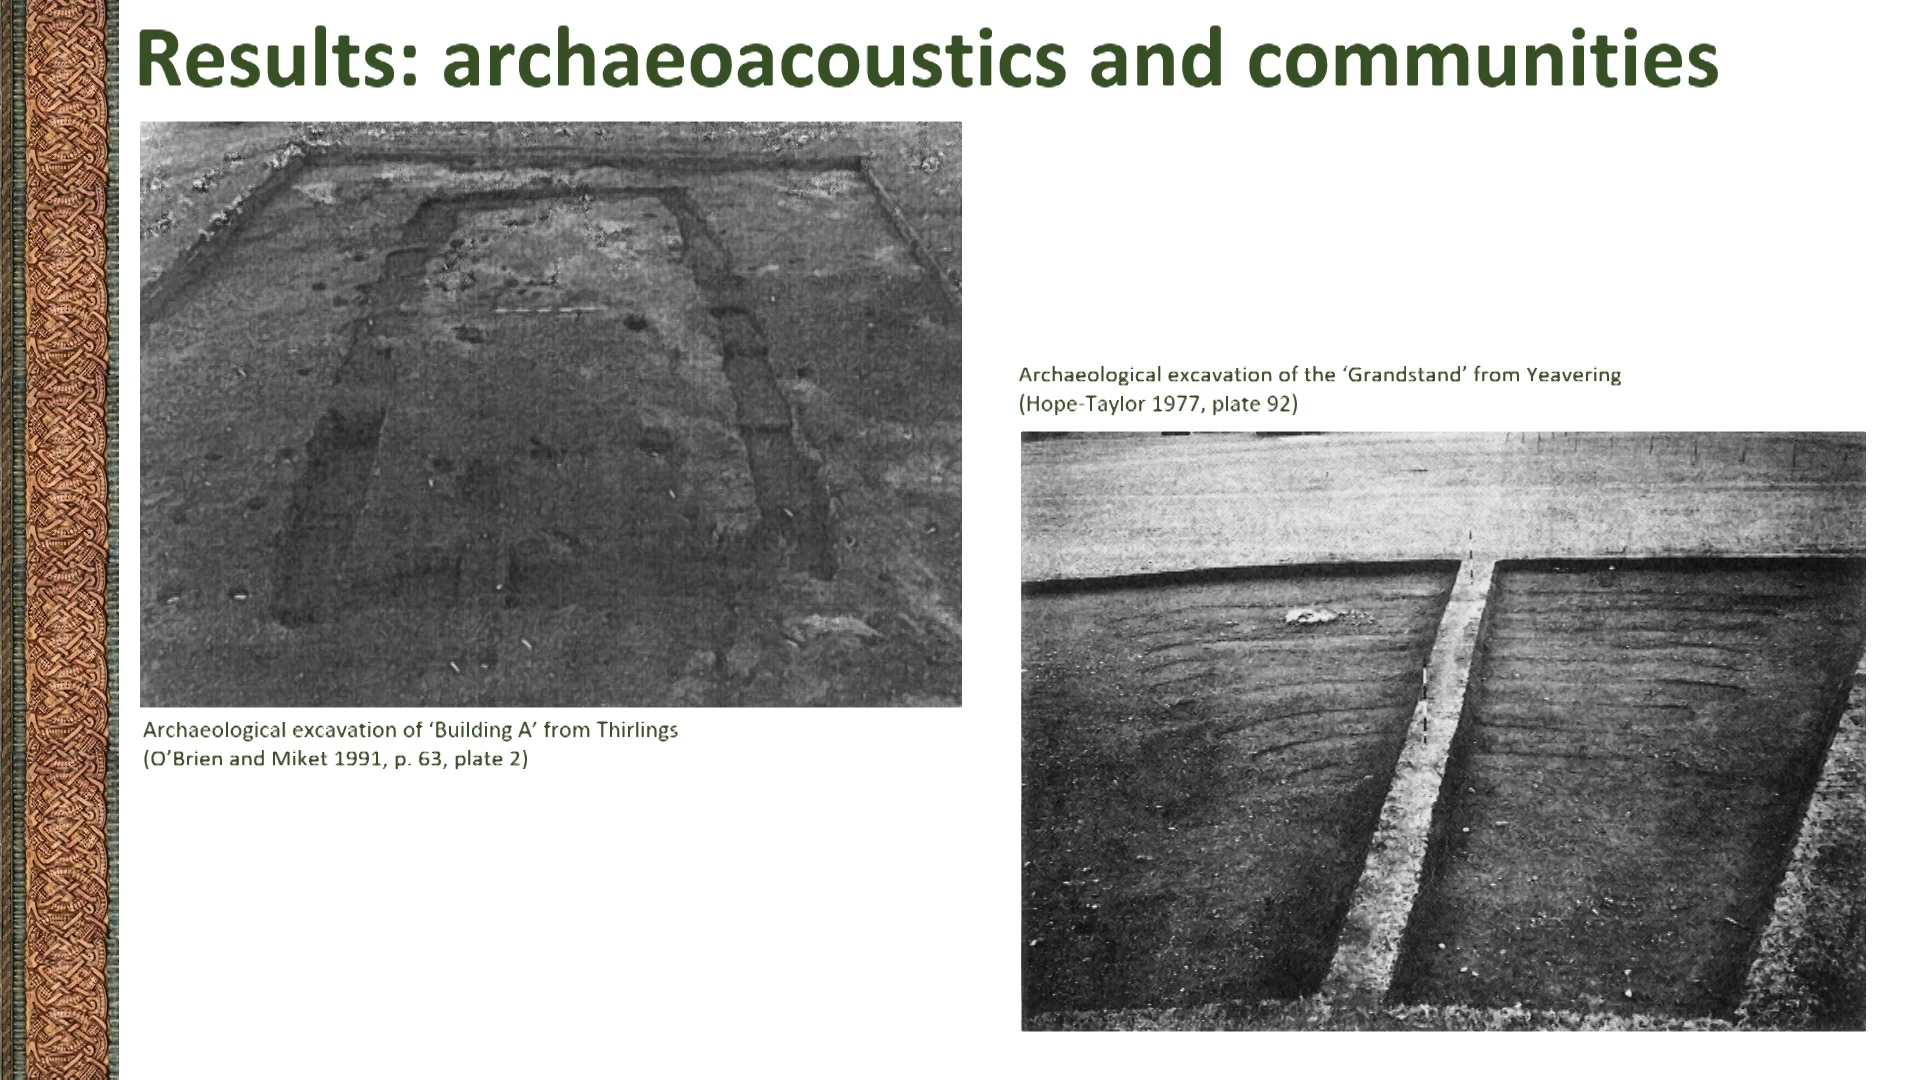 Results: archaeoacoustics and communities
Archaeological excavation of ‘Building A’ from Thirlings
(O’Brien and Miket 1991, p. 63, plate 2)
Archaeological excavation of the ‘Grandstand’ from Yeavering
(Hope-Taylor 1977, plate 92)